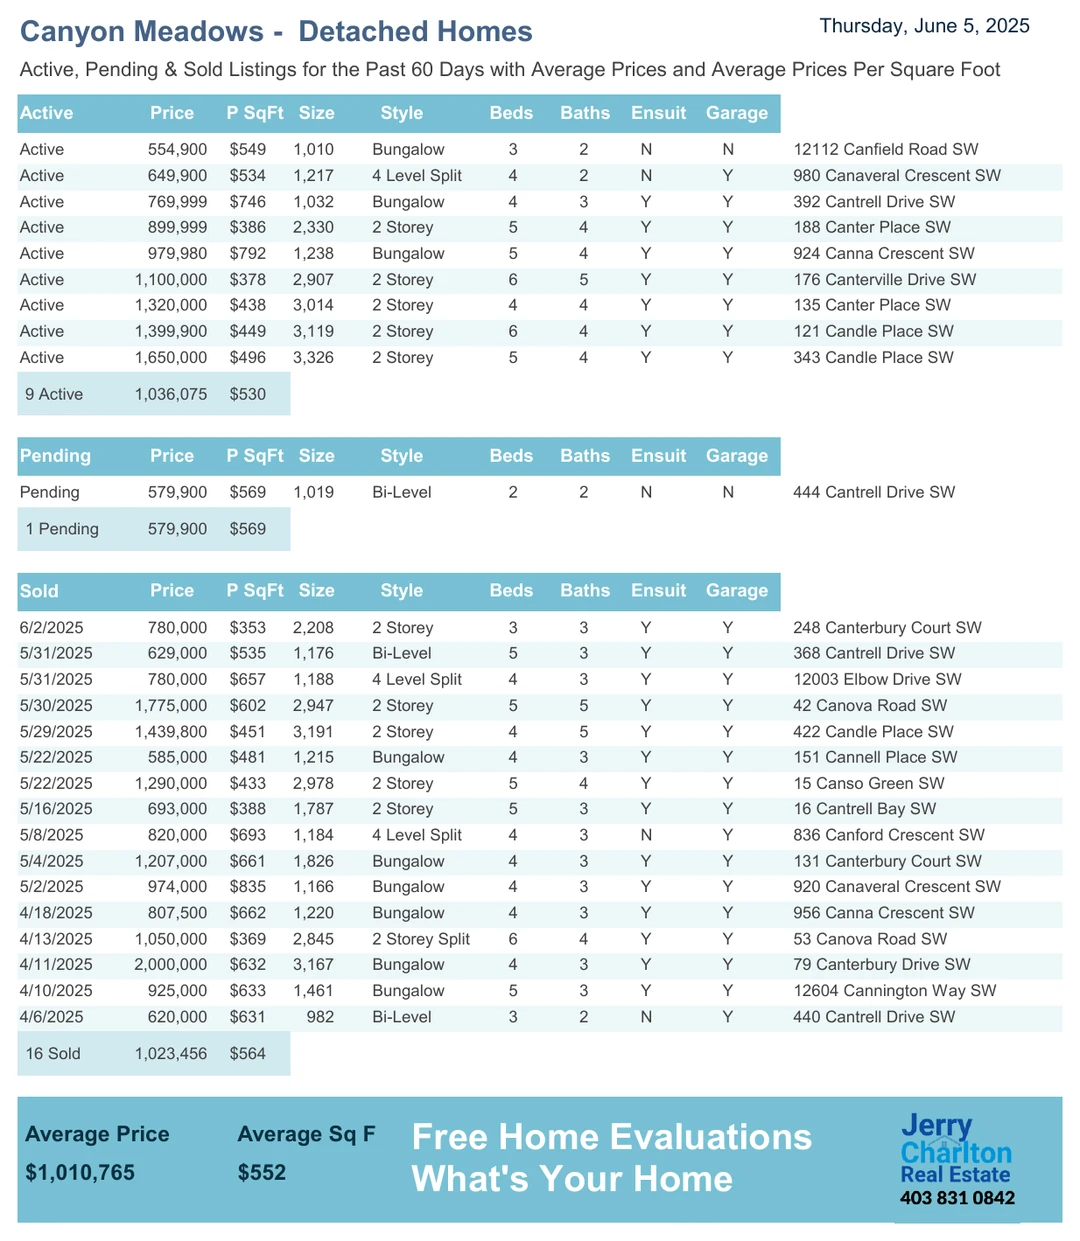 Canyon Meadows - Detached Homes
Thursday, June 5, 2025
Active, Pending & Sold Listings for the Past 60 Days with Average Prices and Average Prices Per Square Foot
Active Price P SqFt Size Style Beds Baths Ensuit Garage
Active 554,900 $549 1,010 Bungalow 3 2 N N 12112 Canfield Road SW
Active 649,900 $534 1,217 4 Level Split 4 2 N Y 980 Canaveral Crescent SW
Active 769,999 $746 1,032 Bungalow 4 3 Y Y 392 Cantrell Drive SW
Active 899,999 $386 2,330 2 Storey 5 4 Y Y 188 Canter Place SW
Active 979,980 $792 1,238 Bungalow 5 4 Y Y 924 Canna Crescent SW
Active 1,100,000 $378 2,907 2 Storey 6 5 Y Y 176 Canterville Drive SW
Active 1,320,000 $438 3,014 2 Storey 4 4 Y Y 135 Canter Place SW
Active 1,399,900 $449 3,119 2 Storey 6 4 Y Y 121 Candle Place SW
Active 1,650,000 $496 3,326 2 Storey 5 4 Y Y 343 Candle Place SW
9 Active 1,036,075 $530
Pending Price P SqFt Size Style Beds Baths Ensuit Garage
Pending 579,900 $569 1,019 Bi-Level 2 2 N N 444 Cantrell Drive SW
1 Pending 579,900 $569
Sold Price P SqFt Size Style Beds Baths Ensuit Garage
6/2/2025 780,000 $353 2,208 2 Storey 3 3 Y Y 248 Canterbury Court SW
5/31/2025 629,000 $535 1,176 Bi-Level 5 3 Y Y 368 Cantrell Drive SW
5/31/2025 780,000 $657 1,188 4 Level Split 4 3 Y Y 12003 Elbow Drive SW
5/30/2025 1,775,000 $602 2,947 2 Storey 5 5 Y Y 42 Canova Road SW
5/29/2025 1,439,800 $451 3,191 2 Storey 4 5 Y Y 422 Candle Place SW
5/22/2025 585,000 $481 1,215 Bungalow 4 3 Y Y 151 Cannell Place SW
5/22/2025 1,290,000 $433 2,978 2 Storey 5 4 Y Y 15 Canso Green SW
5/16/2025 693,000 $388 1,787 2 Storey 5 3 Y Y 16 Cantrell Bay SW
5/8/2025 820,000 $693 1,184 4 Level Split 4 3 N Y 836 Canford Crescent SW
5/4/2025 1,207,000 $661 1,826 Bungalow 4 3 Y Y 131 Canterbury Court SW
5/2/2025 974,000 $835 1,166 Bungalow 4 3 Y Y 920 Canaveral Crescent SW
4/18/2025 807,500 $662 1,220 Bungalow 4 3 Y Y 956 Canna Crescent SW
4/13/2025 1,050,000 $369 2,845 2 Storey Split 6 4 Y Y 53 Canova Road SW
4/11/2025 2,000,000 $632 3,167 Bungalow 4 3 Y Y 79 Canterbury Drive SW
4/10/2025 925,000 $633 1,461 Bungalow 5 3 Y Y 12604 Cannington Way SW
4/6/2025 620,000 $631 982 Bi-Level 3 2 N Y 440 Cantrell Drive SW
16 Sold 1,023,456 $564
Average Price Average Sq F
$1,010,765 $552
Free Home Evaluations
What's Your Home
Jerry
Charlton
Real Estate
403 831 0842